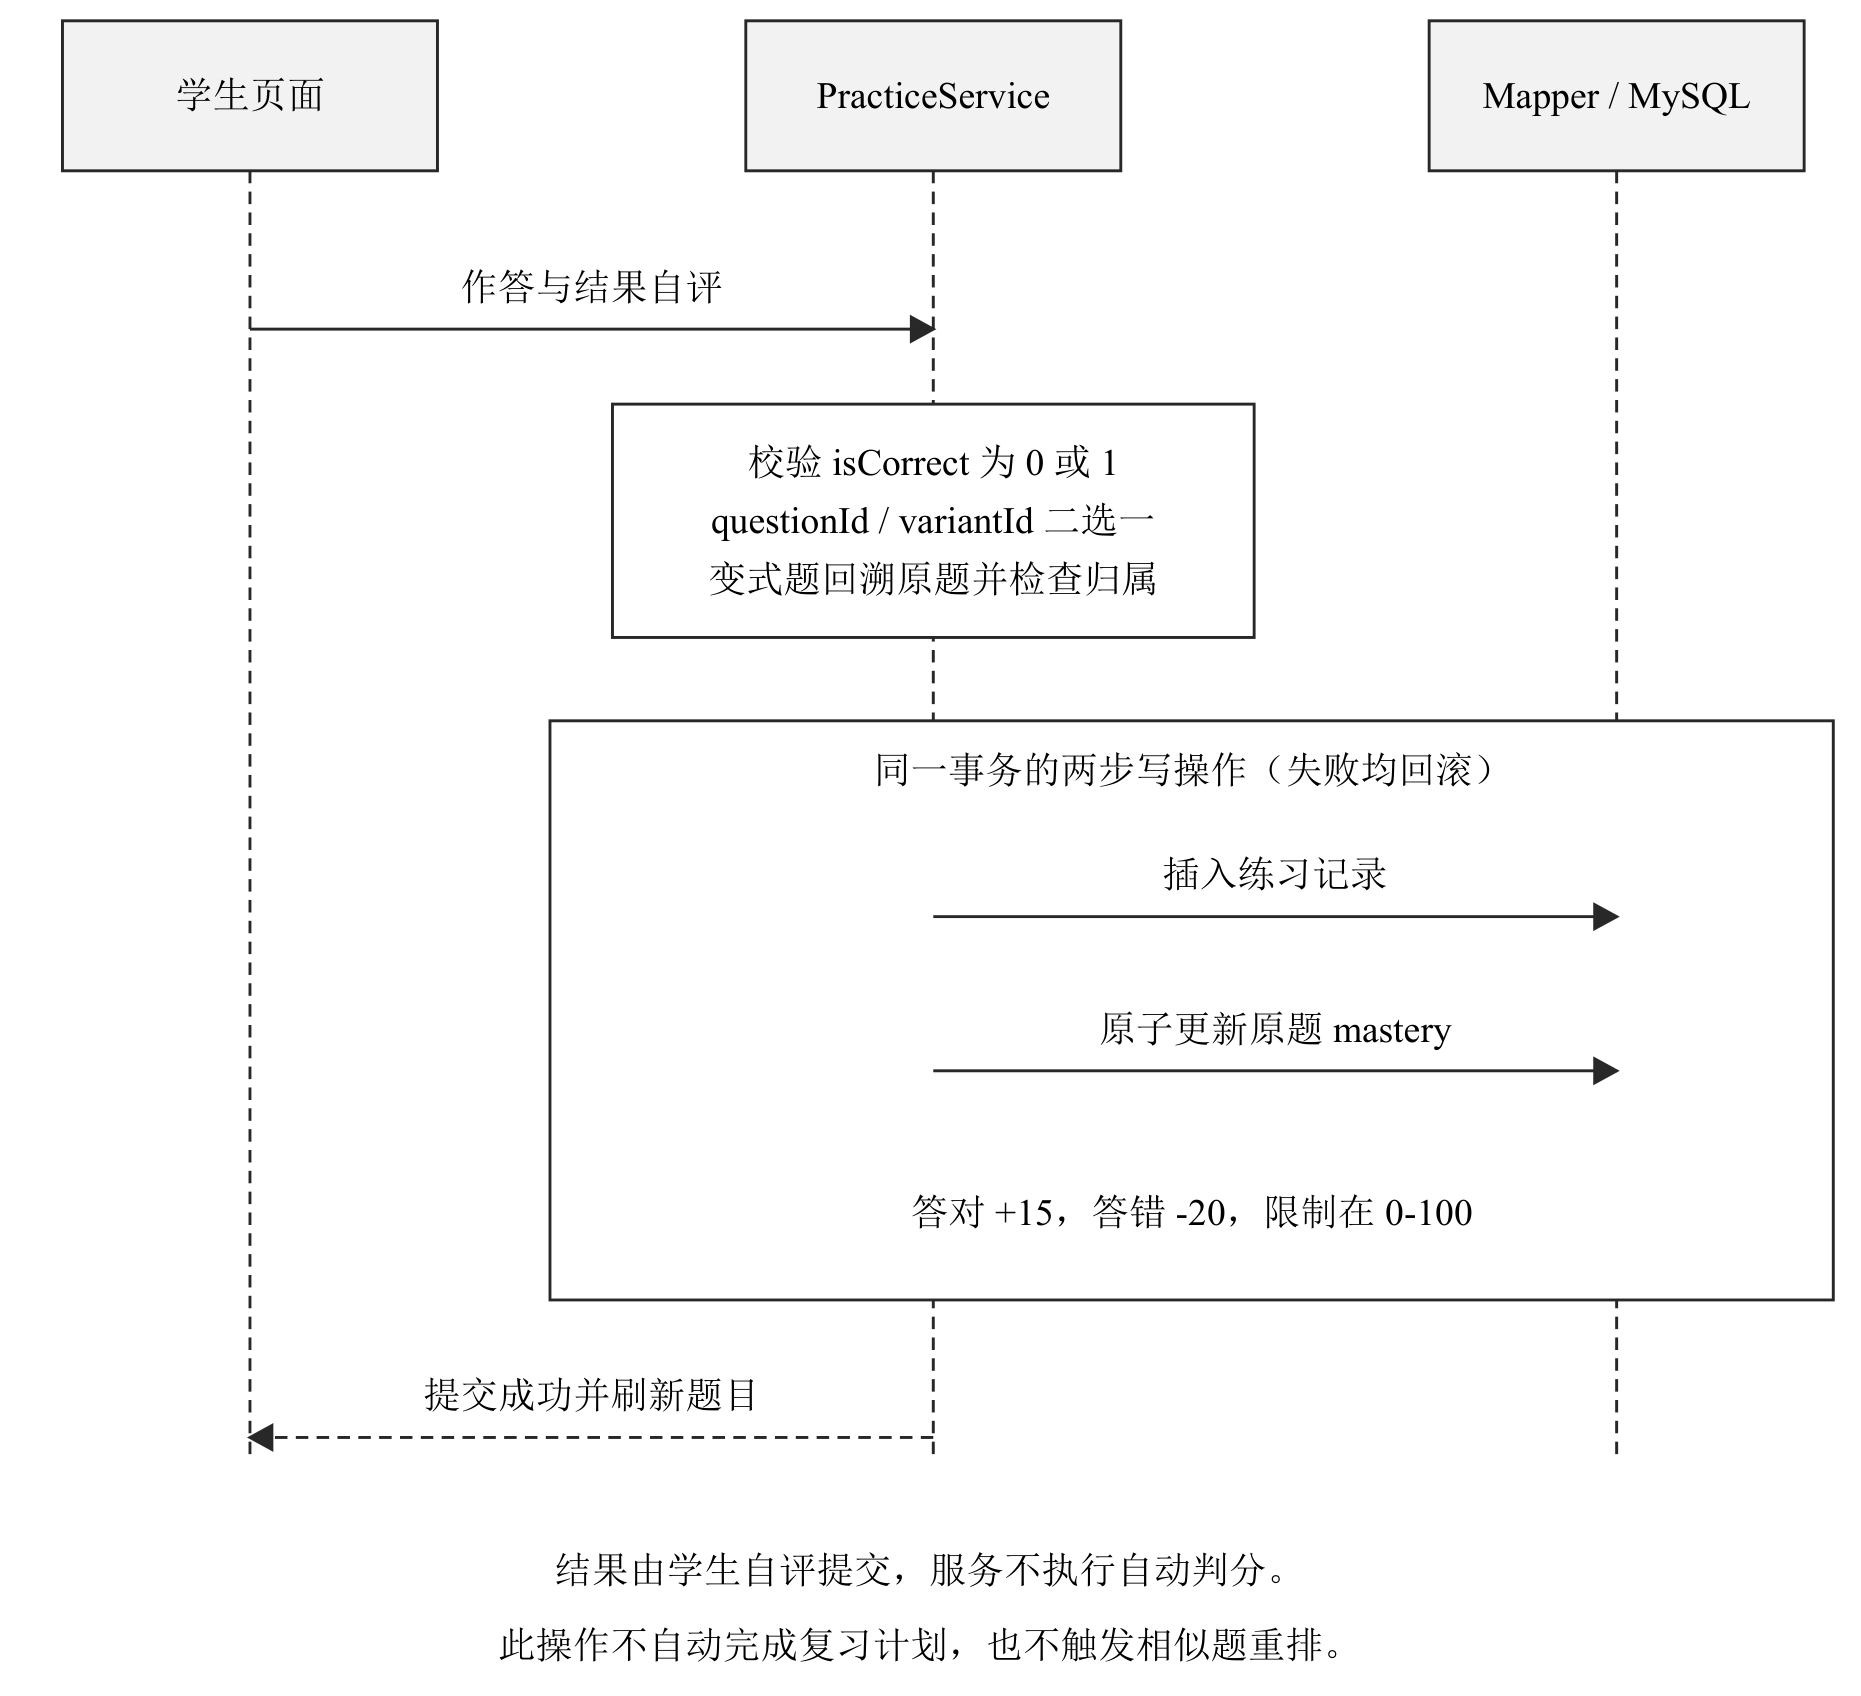 学生页面
PracticeService
Mapper / MySQL
作答与结果自评
校验 isCorrect 为 0 或 1
questionId / variantId 二选一
变式题回溯原题并检查归属
同一事务的两步写操作（失败均回滚）
插入练习记录
原子更新原题 mastery
答对 +15，答错 -20，限制在 0-100
提交成功并刷新题目
结果由学生自评提交，服务不执行自动判分。
此操作不自动完成复习计划，也不触发相似题重排。